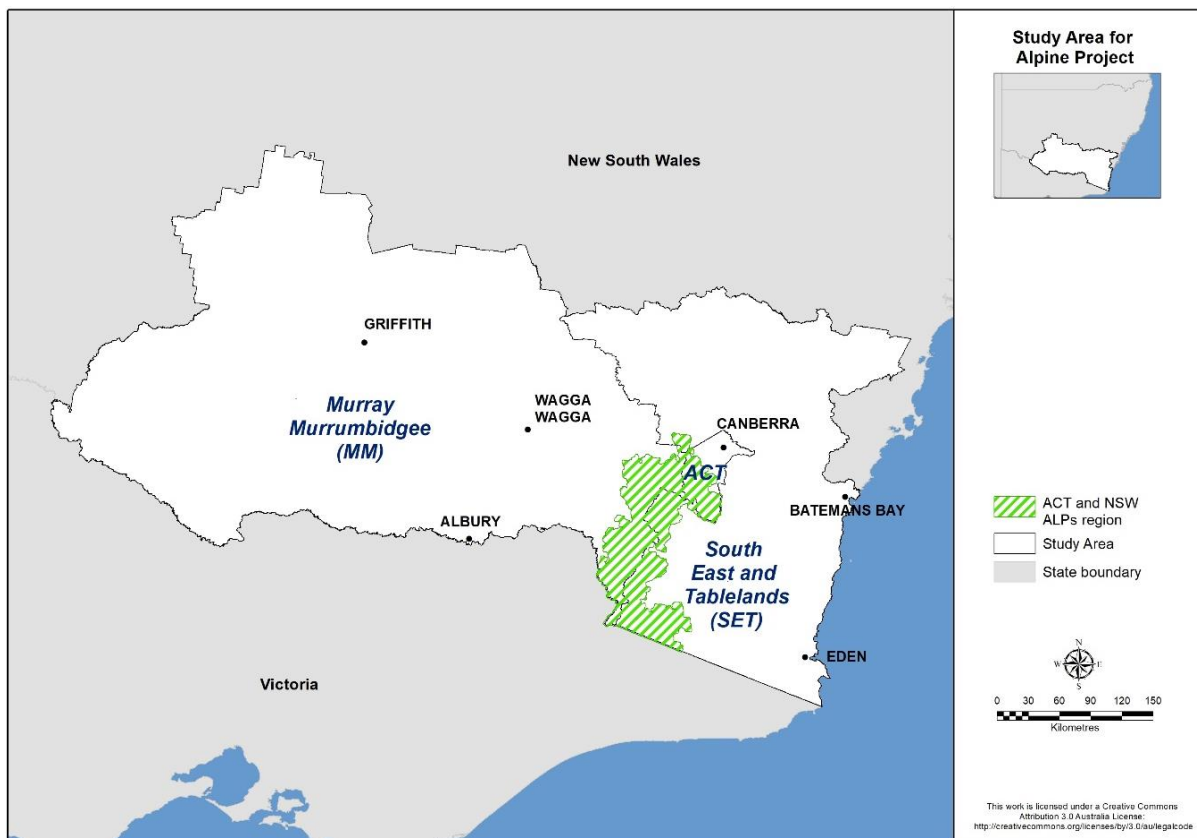 Study Area for
Alpine Project
New South Wales
GRIFFITH
Murray
Murrumbidgee
(MM)
WAGGA
WAGGA
CANBERRA
ACT
BATEMANS BAY
ALBURY
South
East and
Tablelands
(SET)
EDEN
Victoria
ACT and NSW
ALPs region
Study Area
State boundary
N
W E
S
0 30 60 90 120 150
Kilometres
This work is licensed under a Creative Commons
Attribution 3.0 Australia License:
http://creativecommons.org/licenses/by/3.0/au/legalcode